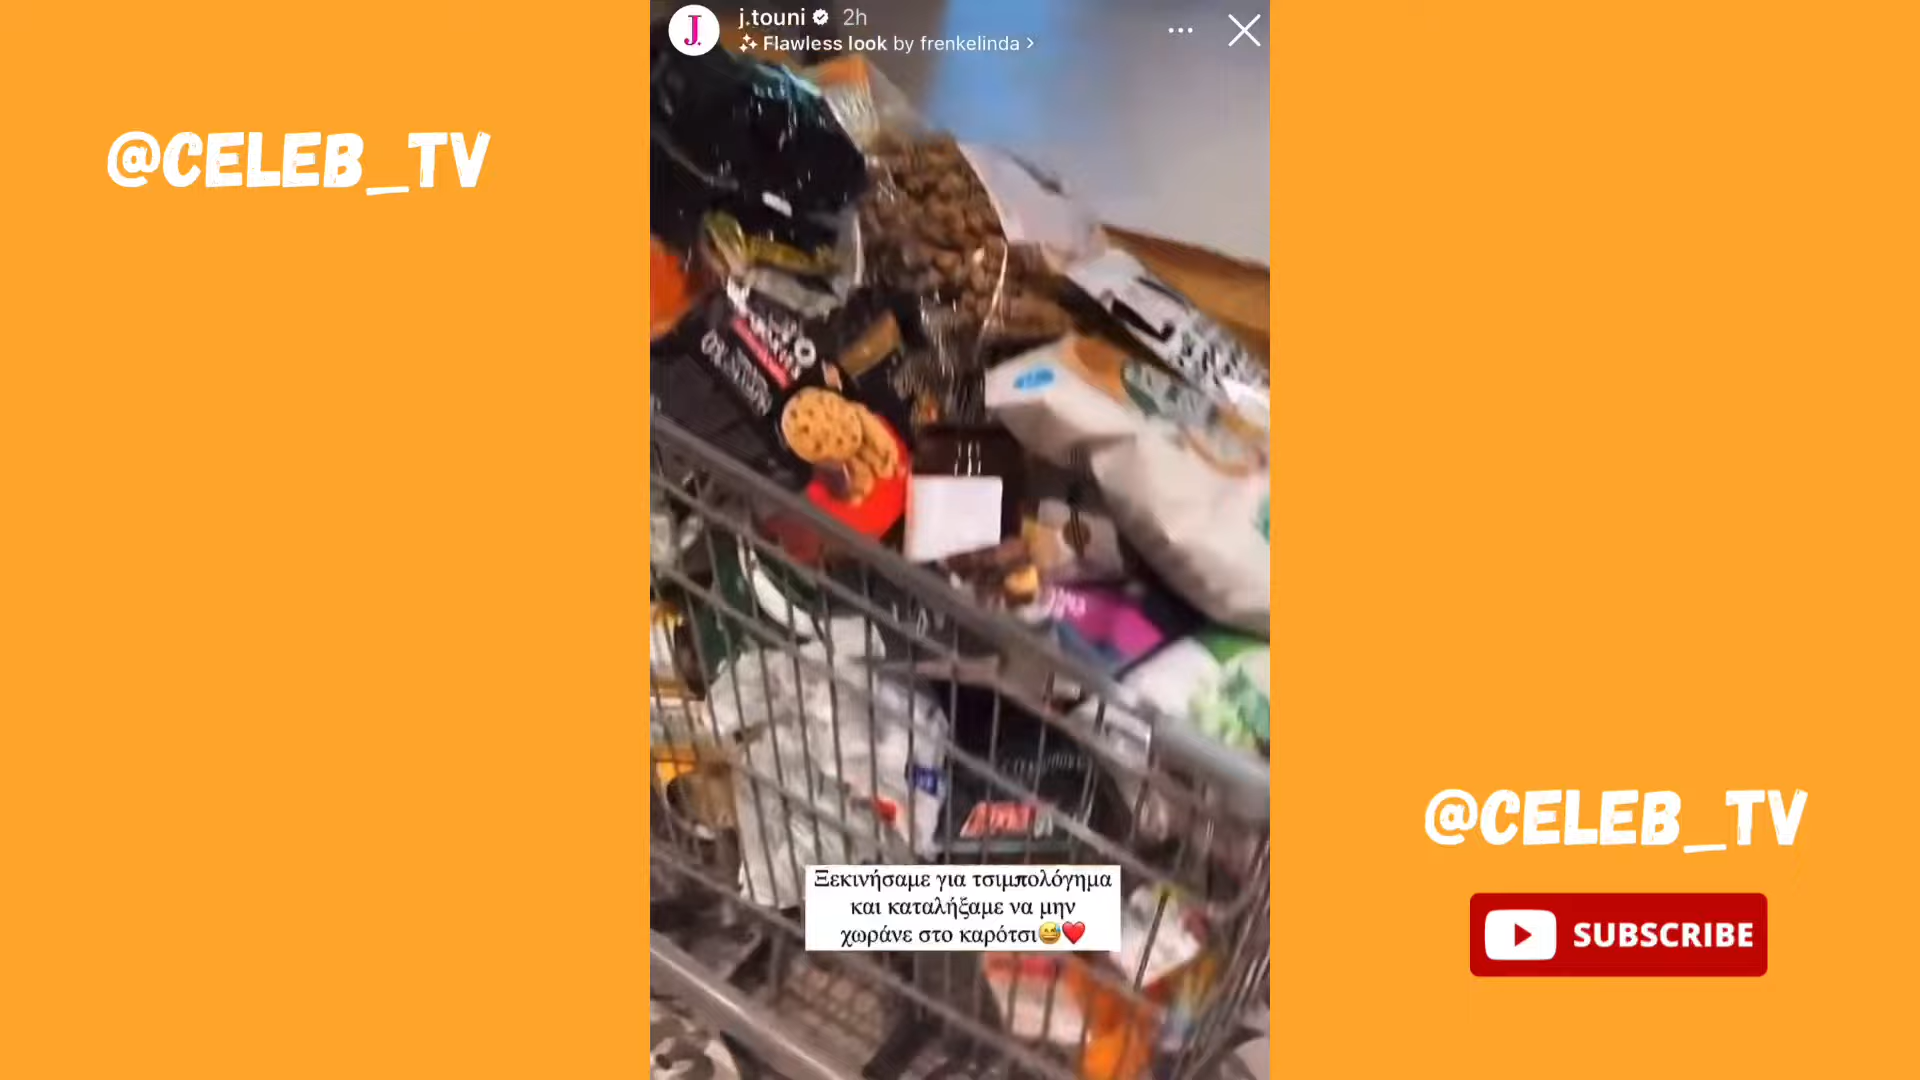 @CELEB_TV
j.touni 2h
Flawless look by frenkelinda >
Ξεκινήσαμε για τσιμπολόγημα
και καταλήξαμε να μην
χωράνε στο καρότσι😅❤️
@CELEB_TV
SUBSCRIBE